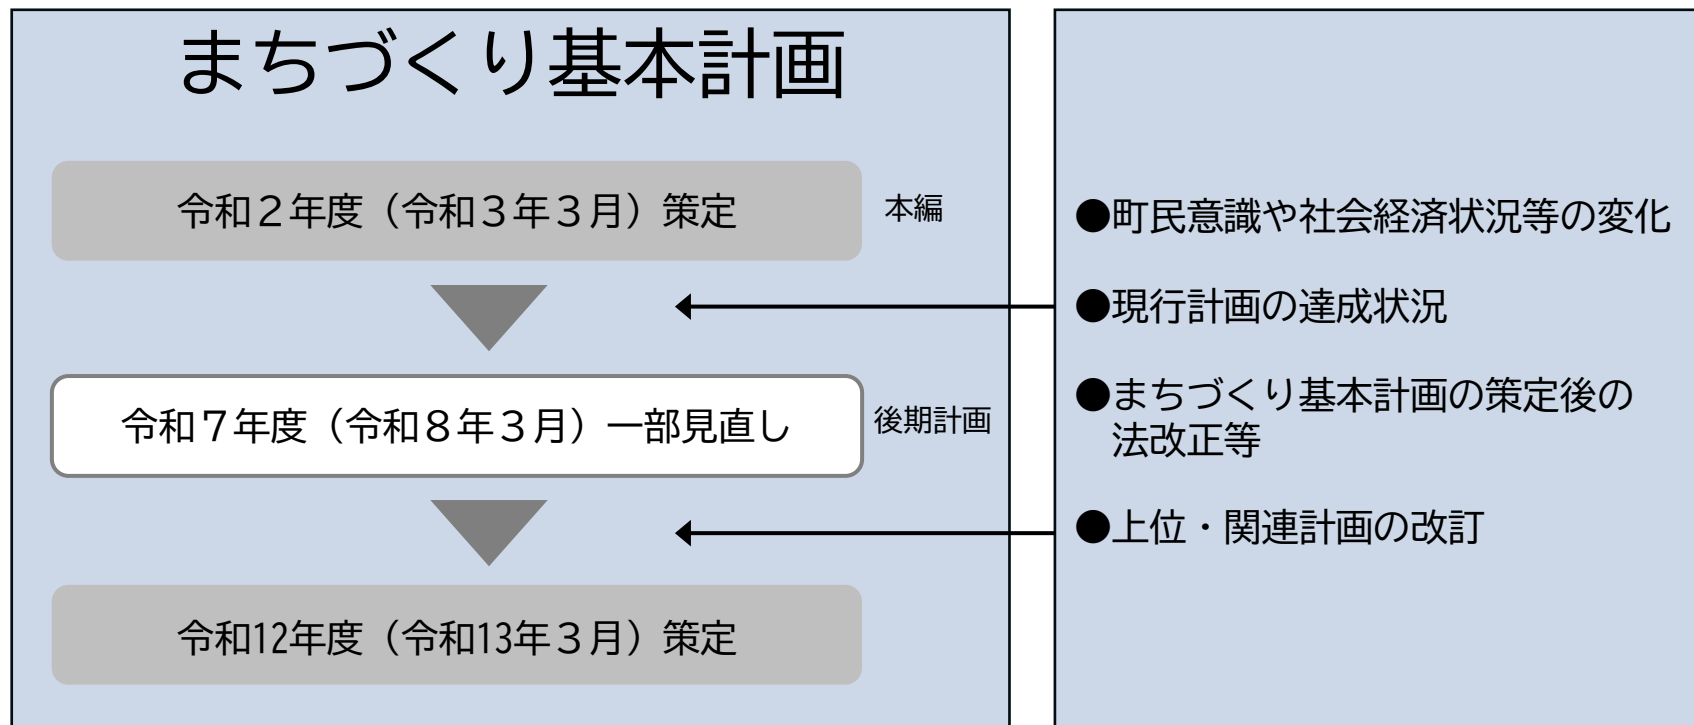 まちづくり基本計画
令和２年度（令和３年３月）策定
本編
令和７年度（令和８年３月）一部見直し
後期計画
令和12年度（令和13年３月）策定
●町民意識や社会経済状況等の変化
●現行計画の達成状況
●まちづくり基本計画の策定後の
法改正等
●上位・関連計画の改訂